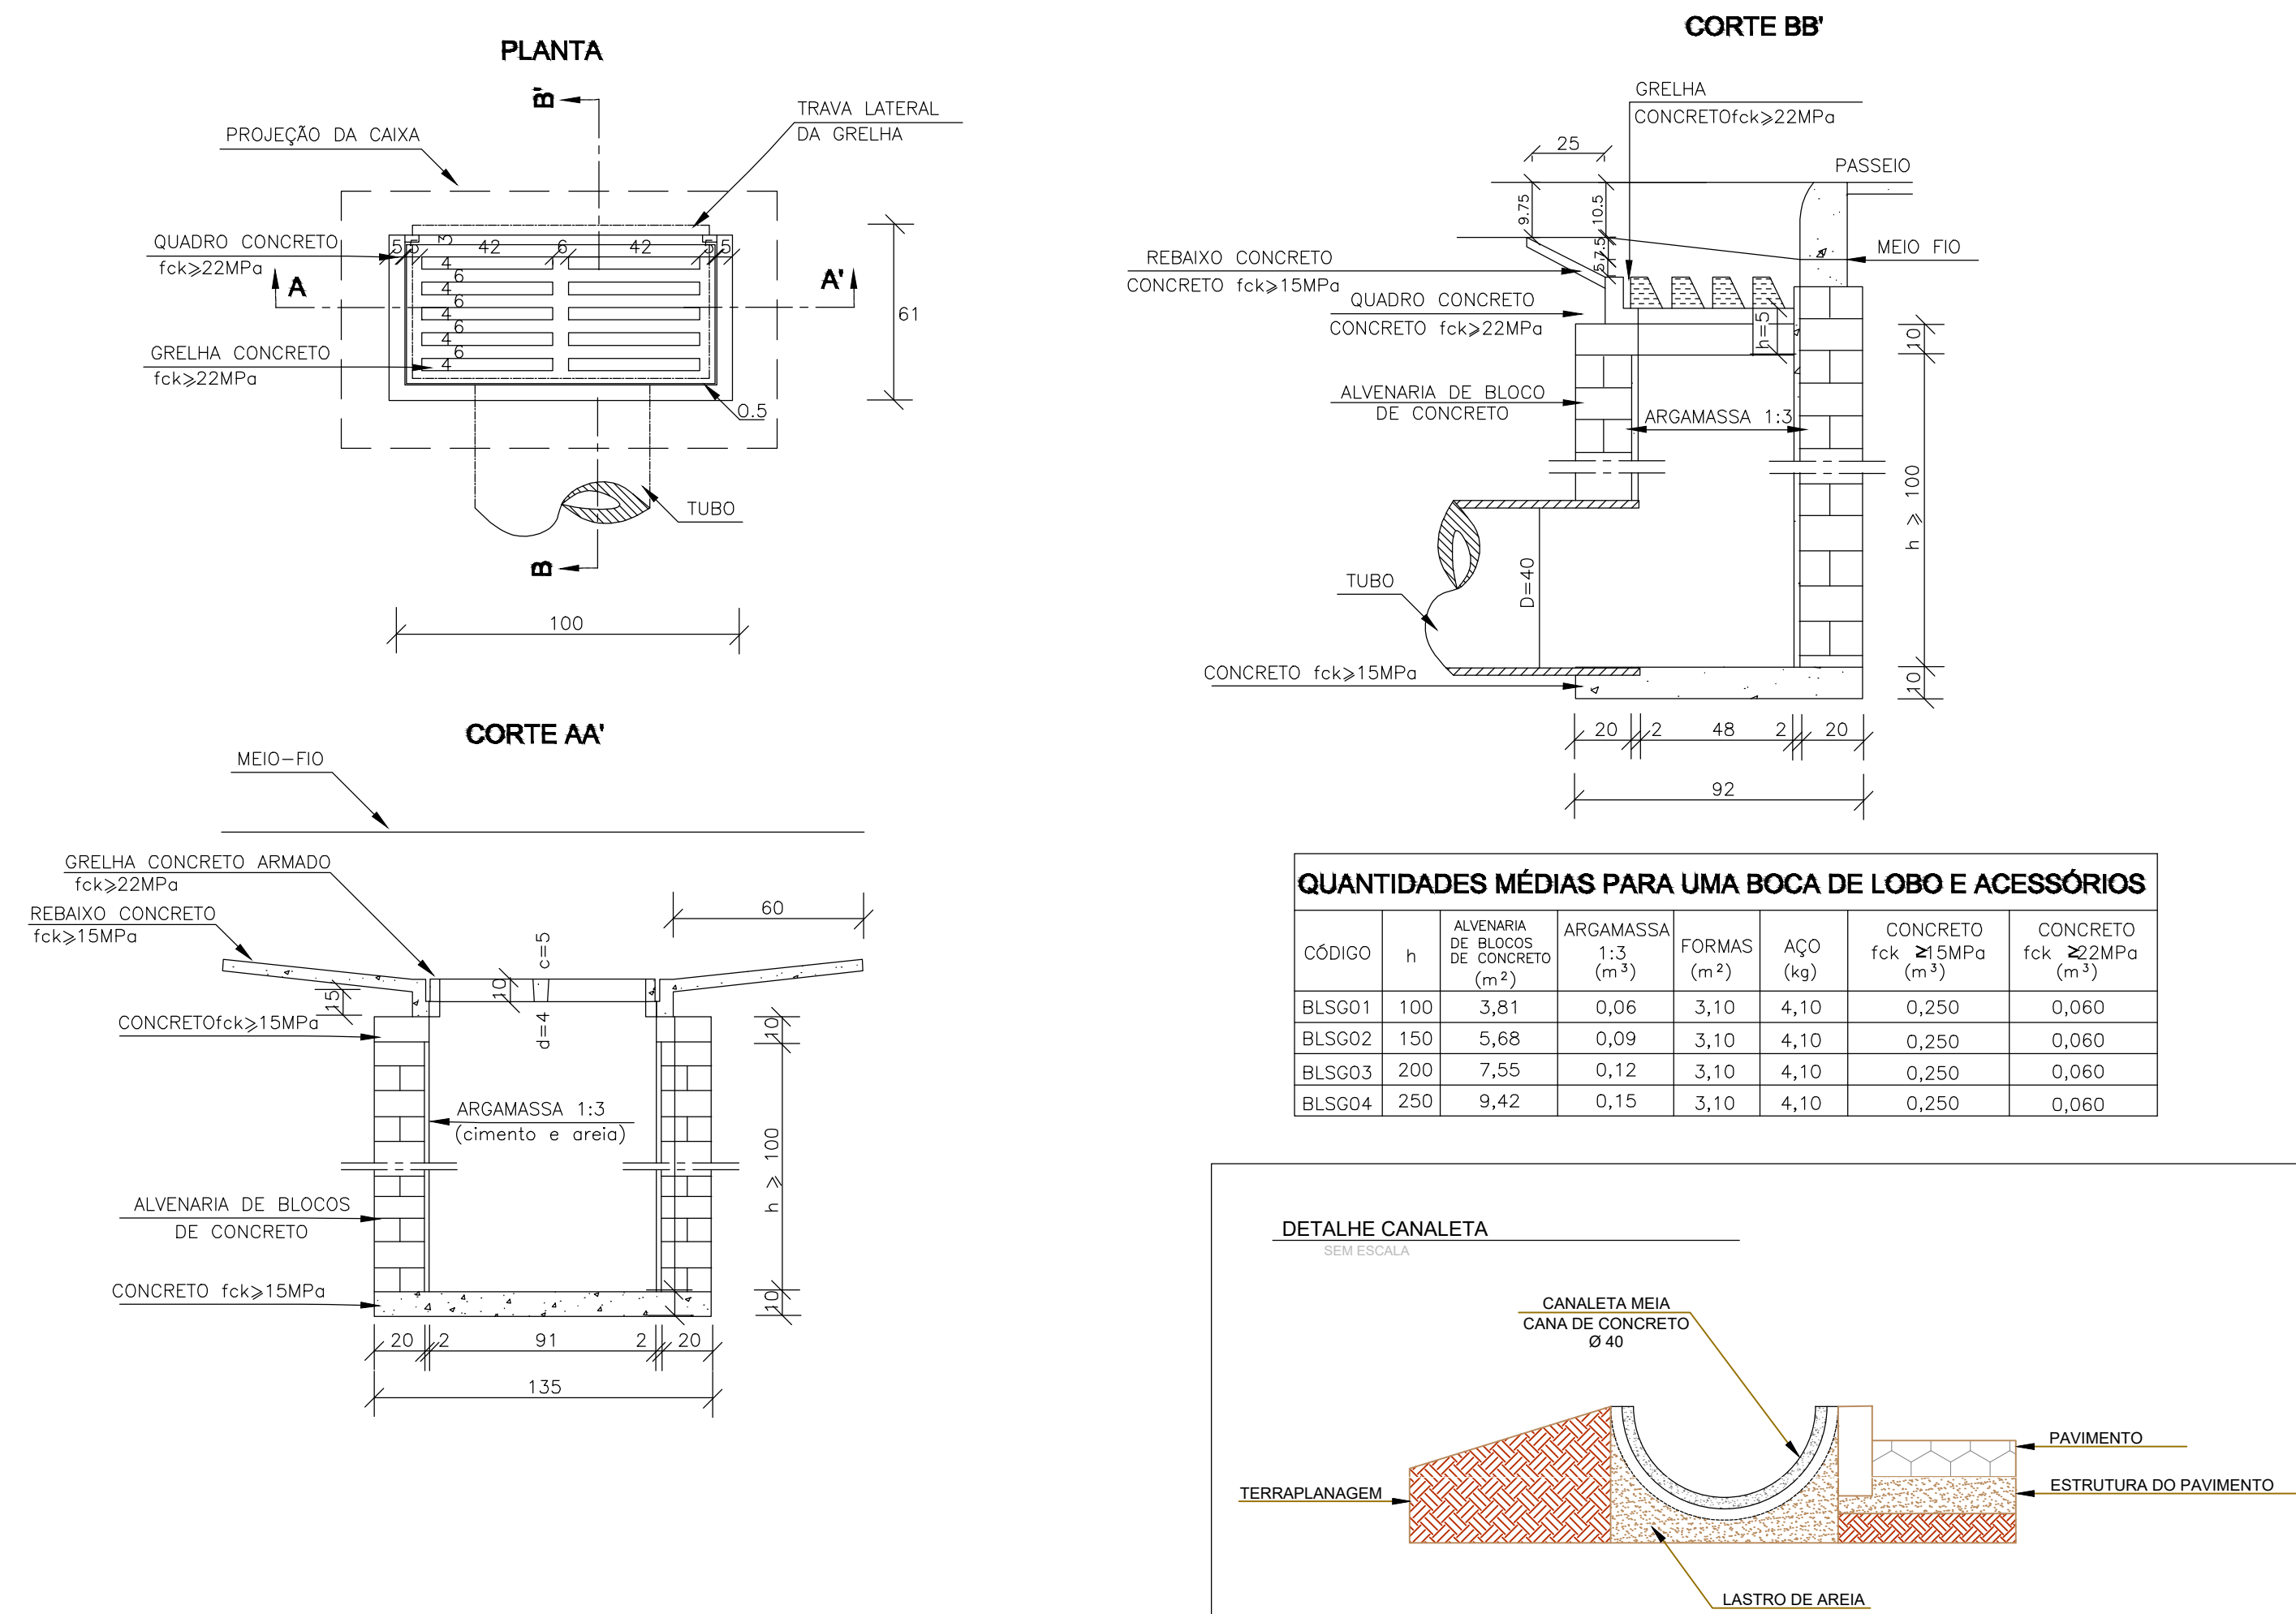 PLANTA
B'
TRAVA LATERAL
DA GRELHA
PROJEÇÃO DA CAIXA
QUADRO CONCRETO
fck⩾22MPa
3
5 5 42 6 42 5 5
4
6
4
6
4
6
4
6
4
A
A'
61
GRELHA CONCRETO
fck⩾22MPa
0.5
TUBO
B
100
CORTE AA'
MEIO-FIO
GRELHA CONCRETO ARMADO
fck⩾22MPa
REBAIXO CONCRETO
fck⩾15MPa
60
c=5
10
d=4
15
CONCRETOfck⩾15MPa
10
ARGAMASSA 1:3
(cimento e areia)
h ⩾ 100
ALVENARIA DE BLOCOS
DE CONCRETO
CONCRETO fck⩾15MPa
10
20 2 91 2 20
135
CORTE BB'
GRELHA
CONCRETOfck⩾22MPa
25
PASSEIO
9.75
10.5
7.5
5
MEIO FIO
REBAIXO CONCRETO
CONCRETO fck⩾15MPa
QUADRO CONCRETO
CONCRETO fck⩾22MPa
h=5
10
ALVENARIA DE BLOCO
DE CONCRETO
ARGAMASSA 1:3
h ⩾ 100
D=40
TUBO
CONCRETO fck⩾15MPa
10
20 2 48 2 20
92
QUANTIDADES MÉDIAS PARA UMA BOCA DE LOBO E ACESSÓRIOS
CÓDIGO h ALVENARIA DE BLOCOS DE CONCRETO (m²) ARGAMASSA 1:3 (m³) FORMAS (m²) AÇO (kg) CONCRETO fck ≥15MPa (m³) CONCRETO fck ≥22MPa (m³)
BLSG01 100 3,81 0,06 3,10 4,10 0,250 0,060
BLSG02 150 5,68 0,09 3,10 4,10 0,250 0,060
BLSG03 200 7,55 0,12 3,10 4,10 0,250 0,060
BLSG04 250 9,42 0,15 3,10 4,10 0,250 0,060
DETALHE CANALETA
SEM ESCALA
CANALETA MEIA
CANA DE CONCRETO
Ø 40
PAVIMENTO
TERRAPLANAGEM
ESTRUTURA DO PAVIMENTO
LASTRO DE AREIA